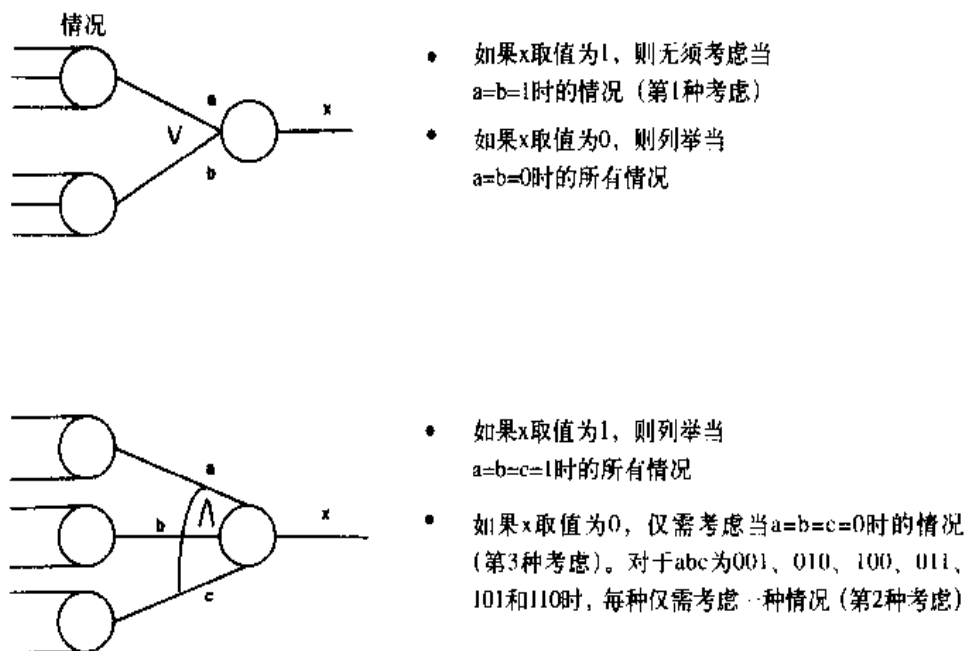 情况
a
∨
b
x
• 如果x取值为1，则无须考虑当
a=b=1时的情况（第1种考虑）
• 如果x取值为0，则列举当
a=b=0时的所有情况
a
b
∧
c
x
• 如果x取值为1，则列举当
a=b=c=1时的所有情况
• 如果x取值为0，仅需考虑当a=b=c=0时的情况
（第3种考虑）。对于abc为001、010、100、011、
101和110时，每种仅需考虑一种情况（第2种考虑）